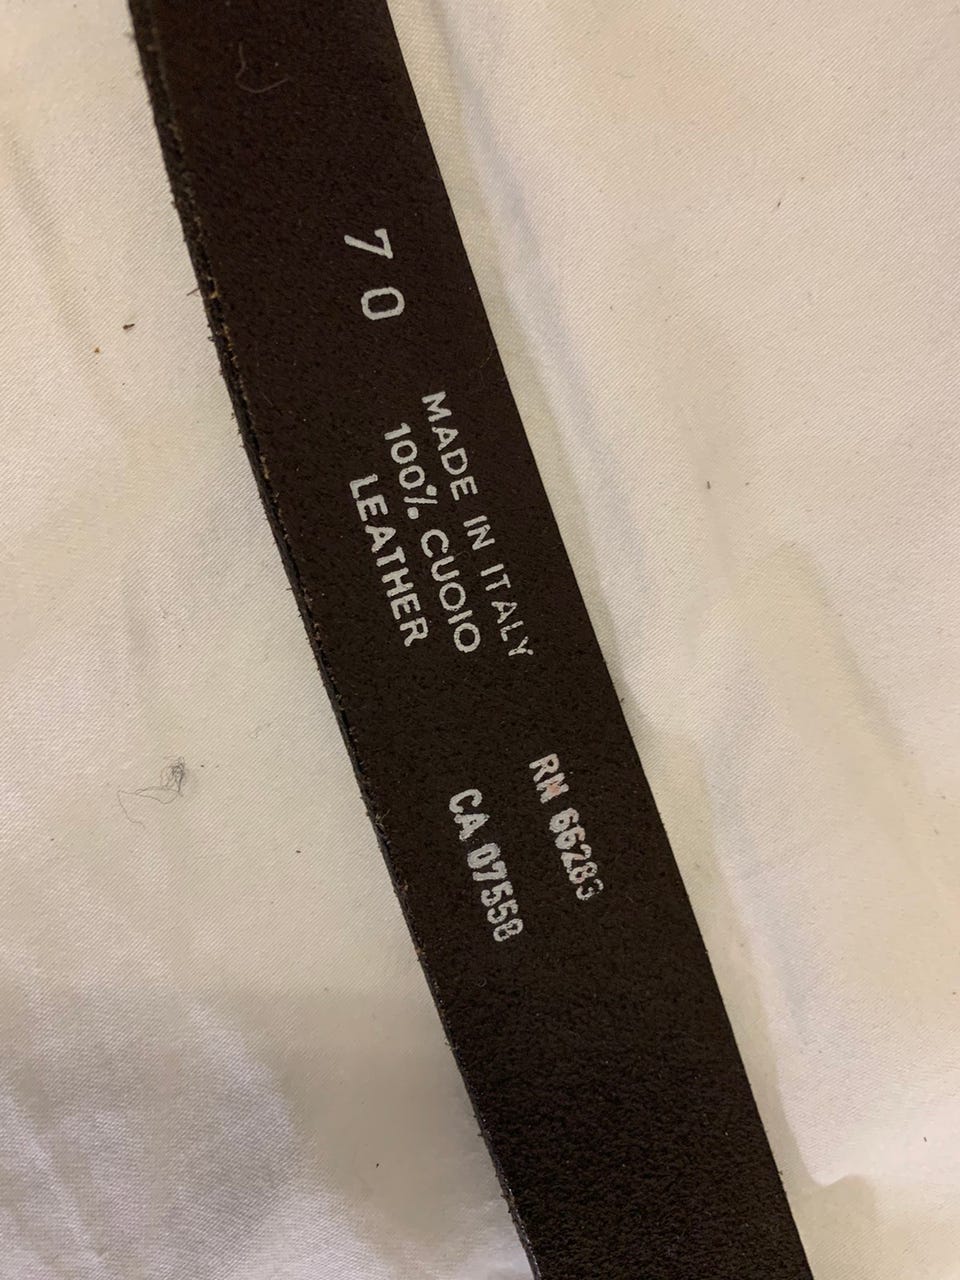 70
MADE IN ITALY
100% CUOIO
LEATHER
RN 66283
CA 07558